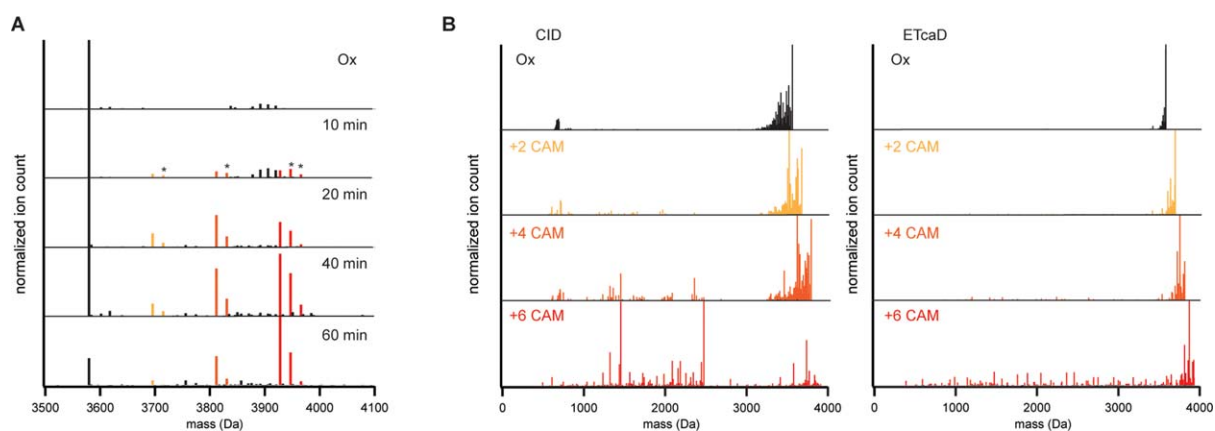 A
Ox
10 min
*
*
*
*
20 min
40 min
60 min
normalized ion count
3500
3600
3700
3800
3900
4000
4100
mass (Da)
B
CID
Ox
+2 CAM
+4 CAM
+6 CAM
normalized ion count
0
1000
2000
3000
4000
mass (Da)
ETcaD
Ox
+2 CAM
+4 CAM
+6 CAM
normalized ion count
0
1000
2000
3000
4000
mass (Da)